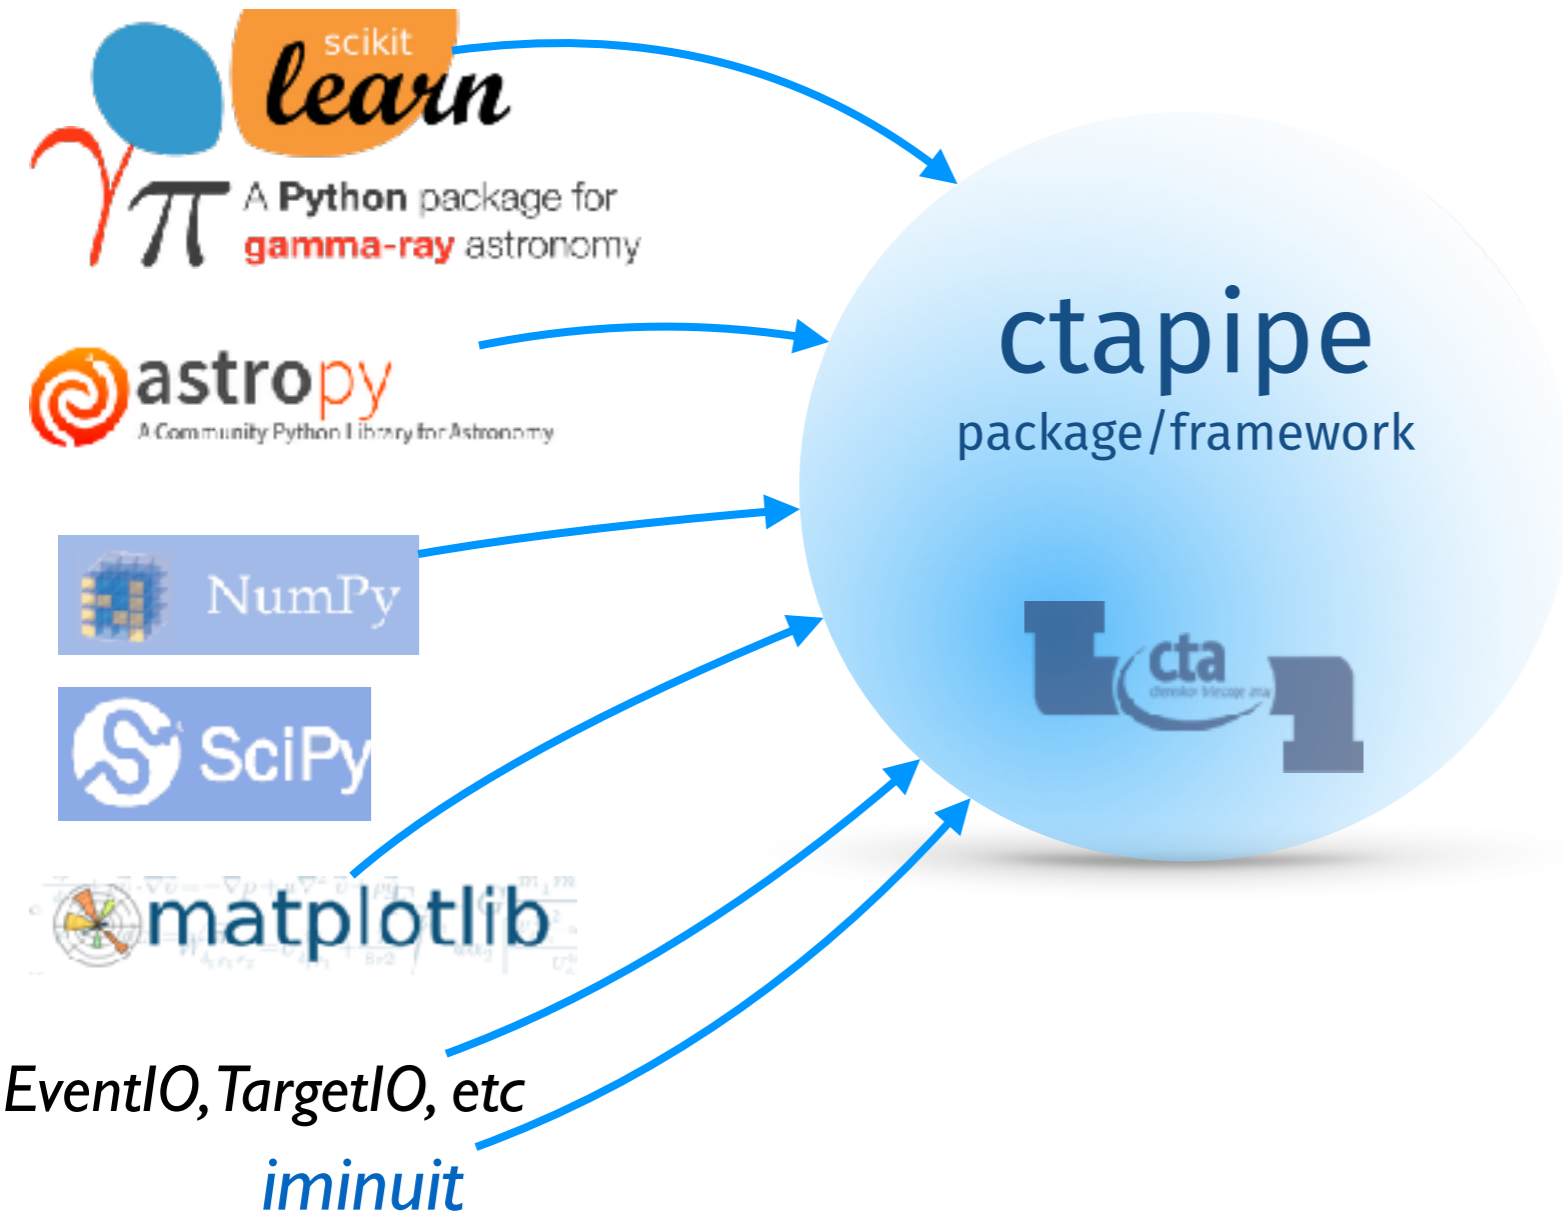 scikit
learn
γπ
A Python package for
gamma-ray astronomy
astropy
A Community Python Library for Astronomy
NumPy
SciPy
matplotlib
EventIO, TargetIO, etc
iminuit
ctapipe
package/framework
cta